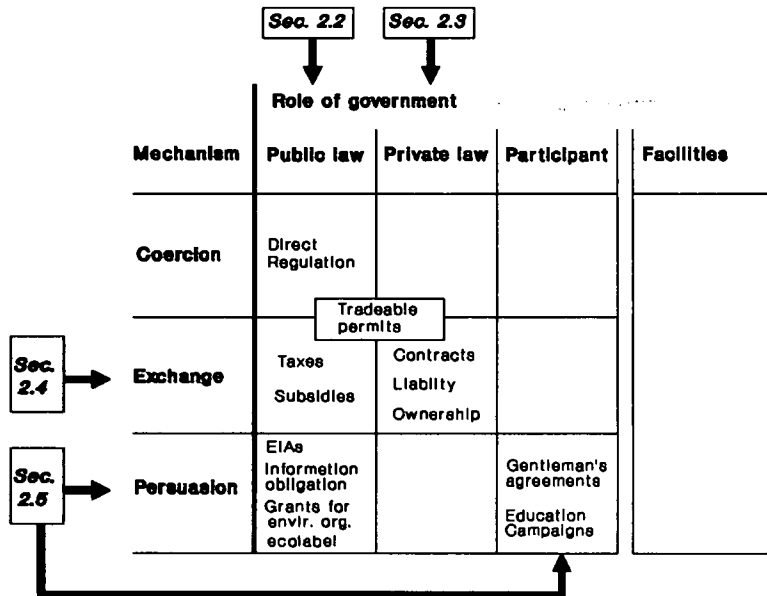 Sec. 2.2 Sec. 2.3
Role of government
Mechanism Public law Private law Participant Facilities
Coercion
Direct
Regulation
Tradeable
permits
Sec.
2.4
Exchange
Taxes
Subsidies
Contracts
Liablity
Ownership
Sec.
2.5
Persuasion
EIAs
Informetion
obligation
Grants for
envir. org.
ecolabel
Gentleman's
agreements
Education
Campaigns